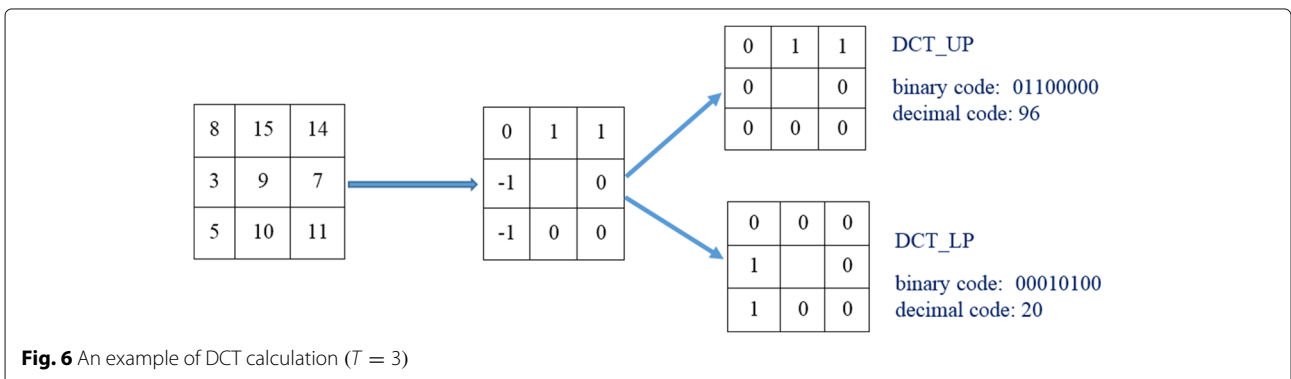 8 15 14
3 9 7
5 10 11
0 1 1
-1 0
-1 0 0
0 1 1
0 0
0 0 0
DCT_UP
binary code: 01100000
decimal code: 96
0 0 0
1 0
1 0 0
DCT_LP
binary code: 00010100
decimal code: 20
Fig. 6 An example of DCT calculation (T = 3)